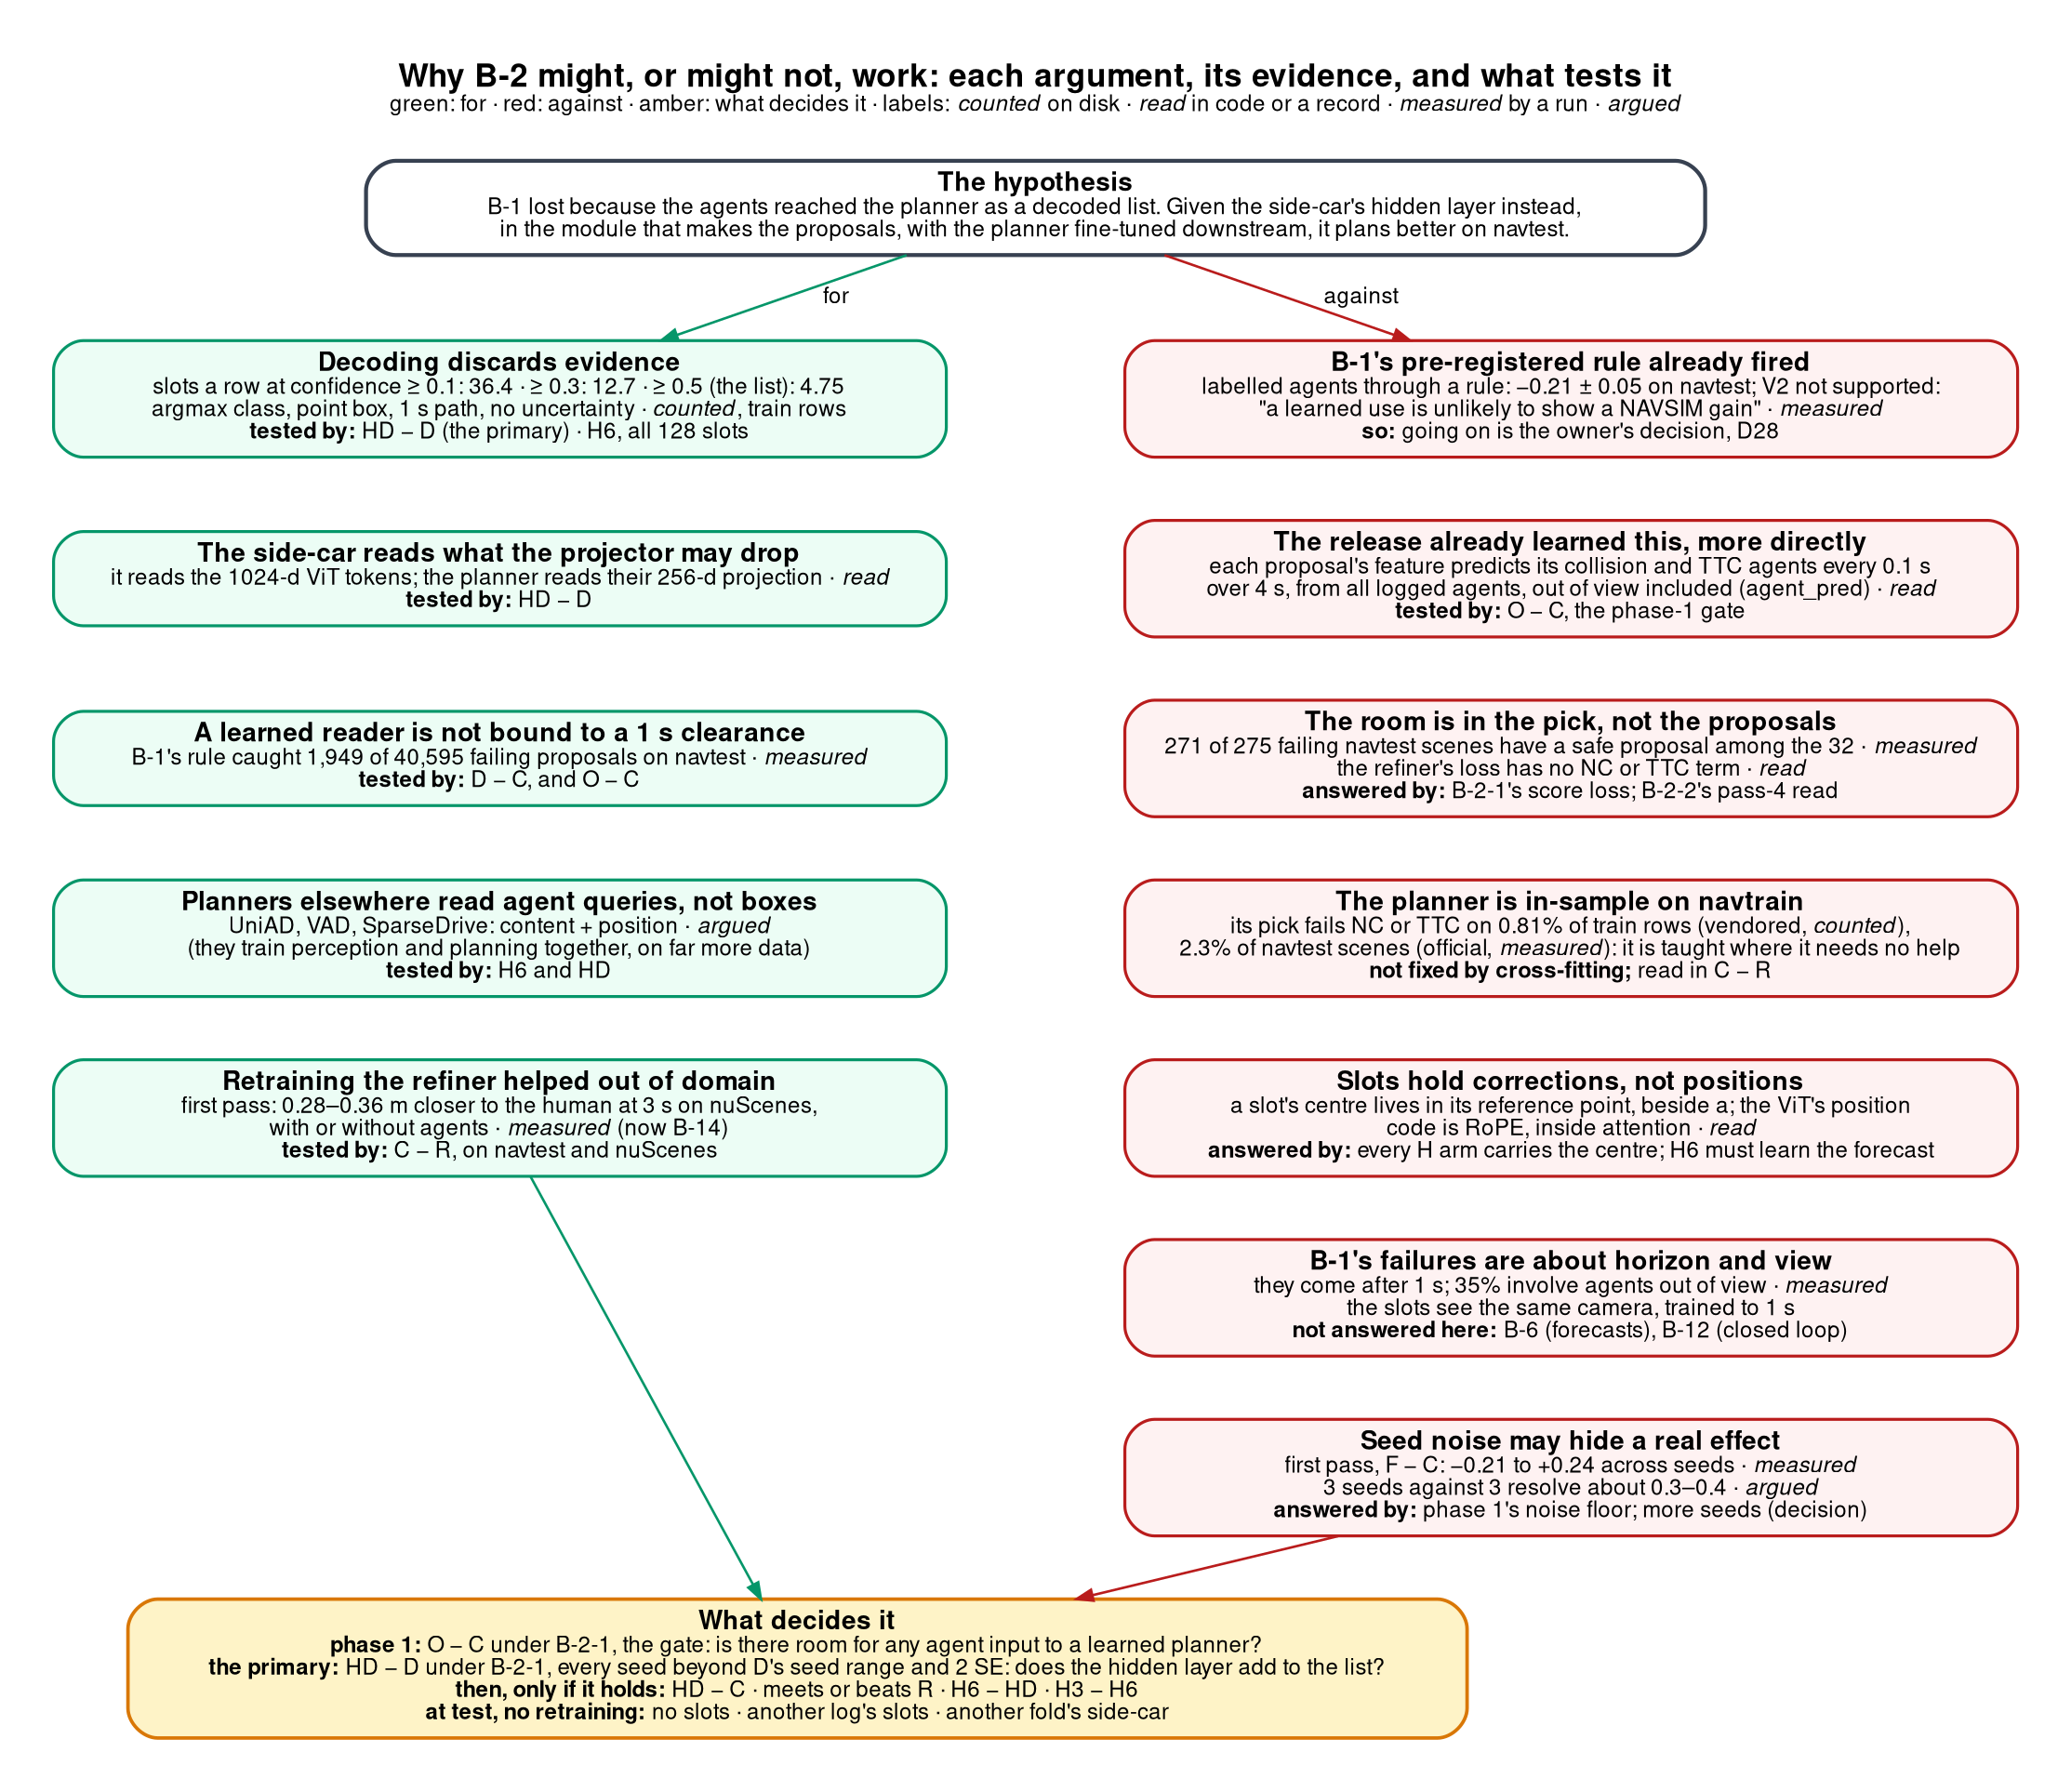 Why B-2 might, or might not, work: each argument, its evidence, and what tests it
green: for · red: against · amber: what decides it · labels: counted on disk · read in code or a record · measured by a run · argued
The hypothesis
B-1 lost because the agents reached the planner as a decoded list. Given the side-car's hidden layer instead,
in the module that makes the proposals, with the planner fine-tuned downstream, it plans better on navtest.
for
against
Decoding discards evidence
slots a row at confidence ≥ 0.1: 36.4 · ≥ 0.3: 12.7 · ≥ 0.5 (the list): 4.75
argmax class, point box, 1 s path, no uncertainty · counted, train rows
tested by: HD – D (the primary) · H6, all 128 slots
B-1's pre-registered rule already fired
labelled agents through a rule: –0.21 ± 0.05 on navtest; V2 not supported:
"a learned use is unlikely to show a NAVSIM gain" · measured
so: going on is the owner's decision, D28
The side-car reads what the projector may drop
it reads the 1024-d ViT tokens; the planner reads their 256-d projection · read
tested by: HD – D
The release already learned this, more directly
each proposal's feature predicts its collision and TTC agents every 0.1 s
over 4 s, from all logged agents, out of view included (agent_pred) · read
tested by: O – C, the phase-1 gate
A learned reader is not bound to a 1 s clearance
B-1's rule caught 1,949 of 40,595 failing proposals on navtest · measured
tested by: D – C, and O – C
The room is in the pick, not the proposals
271 of 275 failing navtest scenes have a safe proposal among the 32 · measured
the refiner's loss has no NC or TTC term · read
answered by: B-2-1's score loss; B-2-2's pass-4 read
Planners elsewhere read agent queries, not boxes
UniAD, VAD, SparseDrive: content + position · argued
(they train perception and planning together, on far more data)
tested by: H6 and HD
The planner is in-sample on navtrain
its pick fails NC or TTC on 0.81% of train rows (vendored, counted),
2.3% of navtest scenes (official, measured): it is taught where it needs no help
not fixed by cross-fitting; read in C – R
Retraining the refiner helped out of domain
first pass: 0.28–0.36 m closer to the human at 3 s on nuScenes,
with or without agents · measured (now B-14)
tested by: C – R, on navtest and nuScenes
Slots hold corrections, not positions
a slot's centre lives in its reference point, beside a; the ViT's position
code is RoPE, inside attention · read
answered by: every H arm carries the centre; H6 must learn the forecast
B-1's failures are about horizon and view
they come after 1 s; 35% involve agents out of view · measured
the slots see the same camera, trained to 1 s
not answered here: B-6 (forecasts), B-12 (closed loop)
Seed noise may hide a real effect
first pass, F – C: –0.21 to +0.24 across seeds · measured
3 seeds against 3 resolve about 0.3–0.4 · argued
answered by: phase 1's noise floor; more seeds (decision)
What decides it
phase 1: O – C under B-2-1, the gate: is there room for any agent input to a learned planner?
the primary: HD – D under B-2-1, every seed beyond D's seed range and 2 SE: does the hidden layer add to the list?
then, only if it holds: HD – C · meets or beats R · H6 – HD · H3 – H6
at test, no retraining: no slots · another log's slots · another fold's side-car